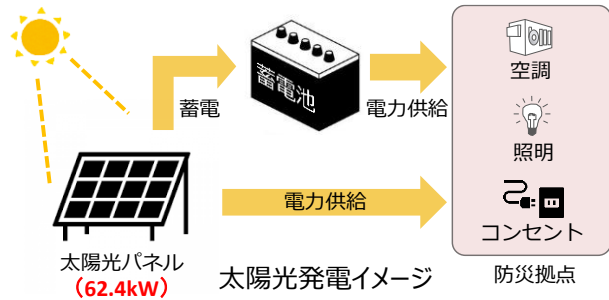 蓄電
蓄電池
電力供給
空調
照明
コンセント
防災拠点
電力供給
太陽光パネル
（62.4kW）
太陽光発電イメージ